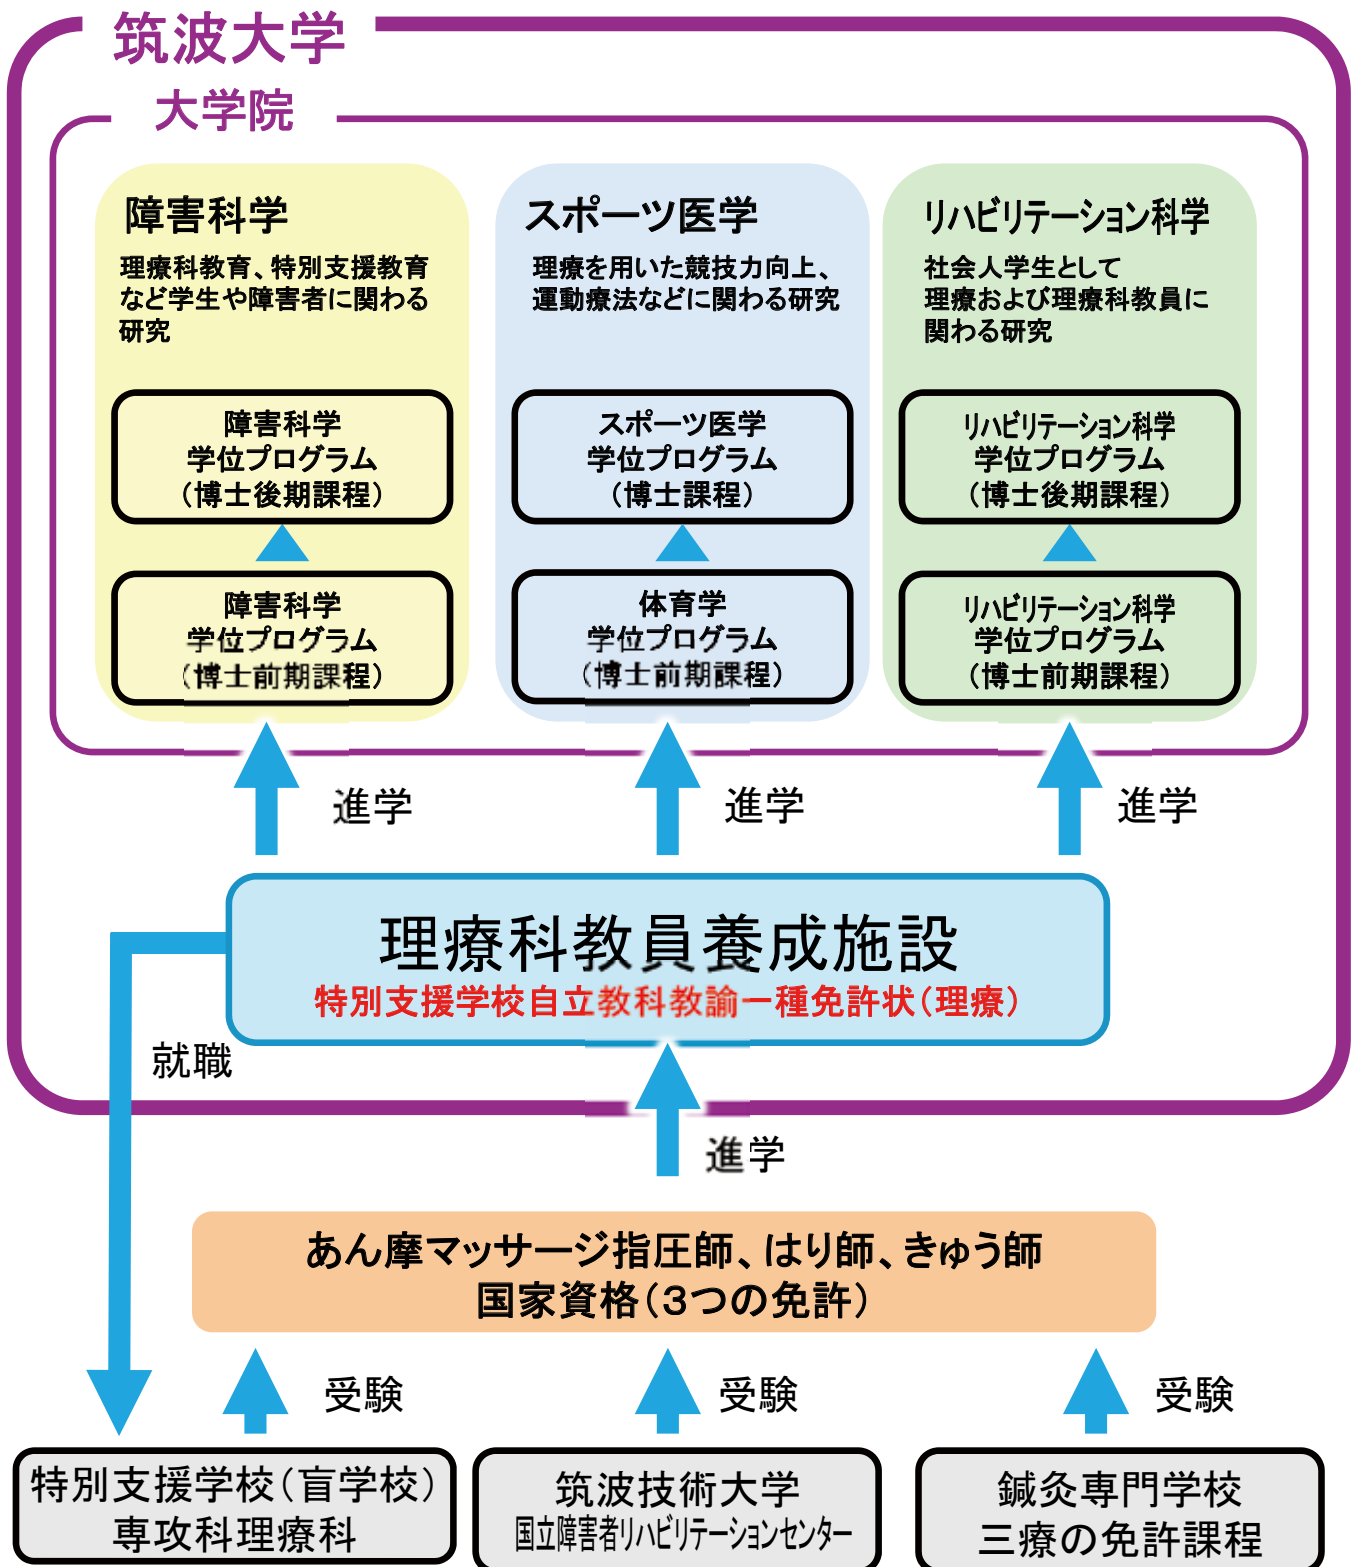 筑波大学
大学院
障害科学
理療科教育、特別支援教育
など学生や障害者に関わる
研究
障害科学
学位プログラム
（博士後期課程）
障害科学
学位プログラム
（博士前期課程）
スポーツ医学
理療を用いた競技力向上、
運動療法などに関わる研究
スポーツ医学
学位プログラム
（博士課程）
体育学
学位プログラム
（博士前期課程）
リハビリテーション科学
社会人学生として
理療および理療科教員に
関わる研究
リハビリテーション科学
学位プログラム
（博士後期課程）
リハビリテーション科学
学位プログラム
（博士前期課程）
進学
進学
進学
理療科教員養成施設
特別支援学校自立教科教諭一種免許状（理療）
就職
進学
あん摩マッサージ指圧師、はり師、きゅう師
国家資格（３つの免許）
受験
受験
受験
特別支援学校（盲学校）
専攻科理療科
筑波技術大学
国立障害者リハビリテーションセンター
鍼灸専門学校
三療の免許課程